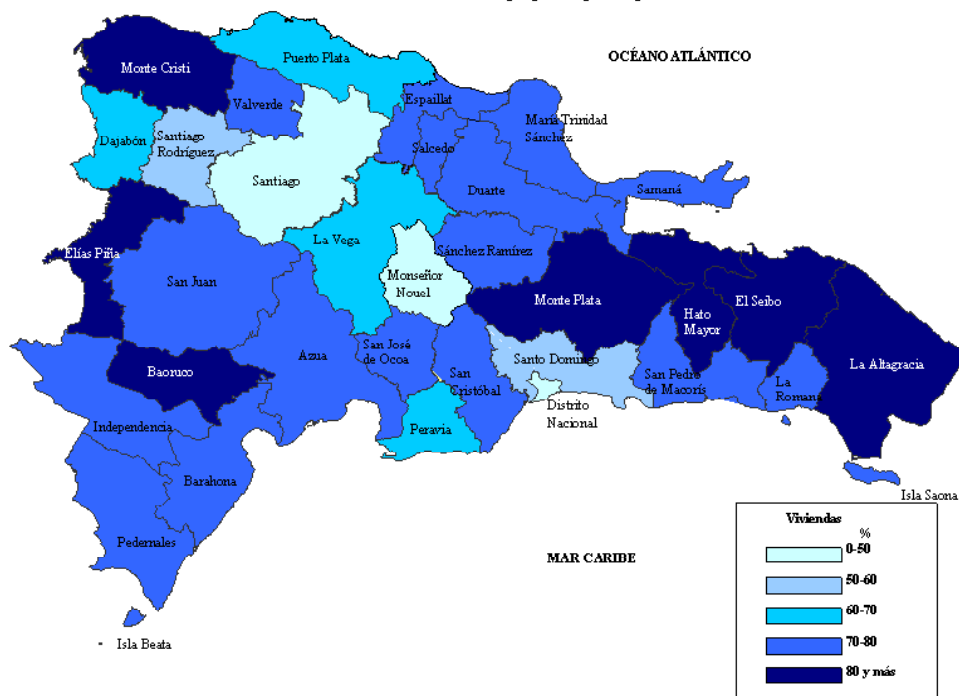 OCÉANO ATLÁNTICO
Puerto Plata
Monte Cristi
Valverde
Espaillat
María Trinidad
Sánchez
Dajabón
Santiago
Rodríguez
Salcedo
Santiago
Duarte
Samaná
La Vega
Elías Piña
Sánchez Ramírez
San Juan
Monseñor
Nouel
Monte Plata
El Seibo
Hato
Mayor
San José
de Ocoa
Azua
Santo Domingo
La Altagracia
Baoruco
San
Cristóbal
San Pedro
de Macorís
La
Romana
Distrito
Nacional
Independencia
Peravia
Barahona
Isla Saona
Pedernales
MAR CARIBE
Isla Beata
Viviendas
%
0-50
50-60
60-70
70-80
80 y más